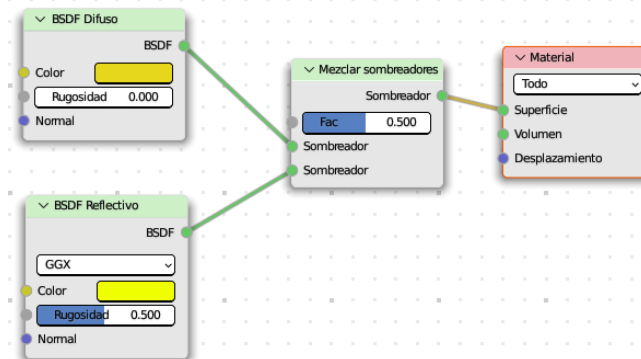 BSDF Difuso
BSDF
Color
Rugosidad 0.000
Normal
BSDF Reflectivo
BSDF
GGX
Color
Rugosidad 0.500
Normal
Mezclar sombreadores
Sombreador
Fac 0.500
Sombreador
Sombreador
Material
Todo
Superficie
Volumen
Desplazamiento